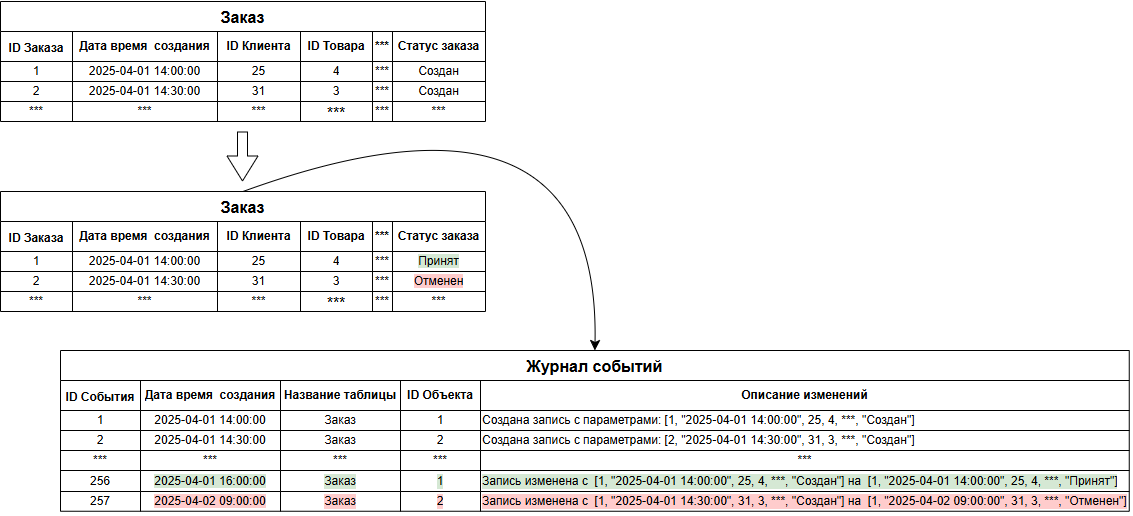 Заказ
ID Заказа Дата время создания ID Клиента ID Товара *** Статус заказа
1 2025-04-01 14:00:00 25 4 *** Создан
2 2025-04-01 14:30:00 31 3 *** Создан
*** *** *** *** *** ***
Заказ
ID Заказа Дата время создания ID Клиента ID Товара *** Статус заказа
1 2025-04-01 14:00:00 25 4 *** Принят
2 2025-04-01 14:30:00 31 3 *** Отменен
*** *** *** *** *** ***
Журнал событий
ID События Дата время создания Название таблицы ID Объекта Описание изменений
1 2025-04-01 14:00:00 Заказ 1 Создана запись с параметрами: [1, "2025-04-01 14:00:00", 25, 4, ***, "Создан"]
2 2025-04-01 14:30:00 Заказ 2 Создана запись с параметрами: [2, "2025-04-01 14:30:00", 31, 3, ***, "Создан"]
*** *** *** *** ***
256 2025-04-01 16:00:00 Заказ 1 Запись изменена с [1, "2025-04-01 14:00:00", 25, 4, ***, "Создан"] на [1, "2025-04-01 14:00:00", 25, 4, ***, "Принят"]
257 2025-04-02 09:00:00 Заказ 2 Запись изменена с [1, "2025-04-01 14:30:00", 31, 3, ***, "Создан"] на [1, "2025-04-02 09:00:00", 31, 3, ***, "Отменен"]